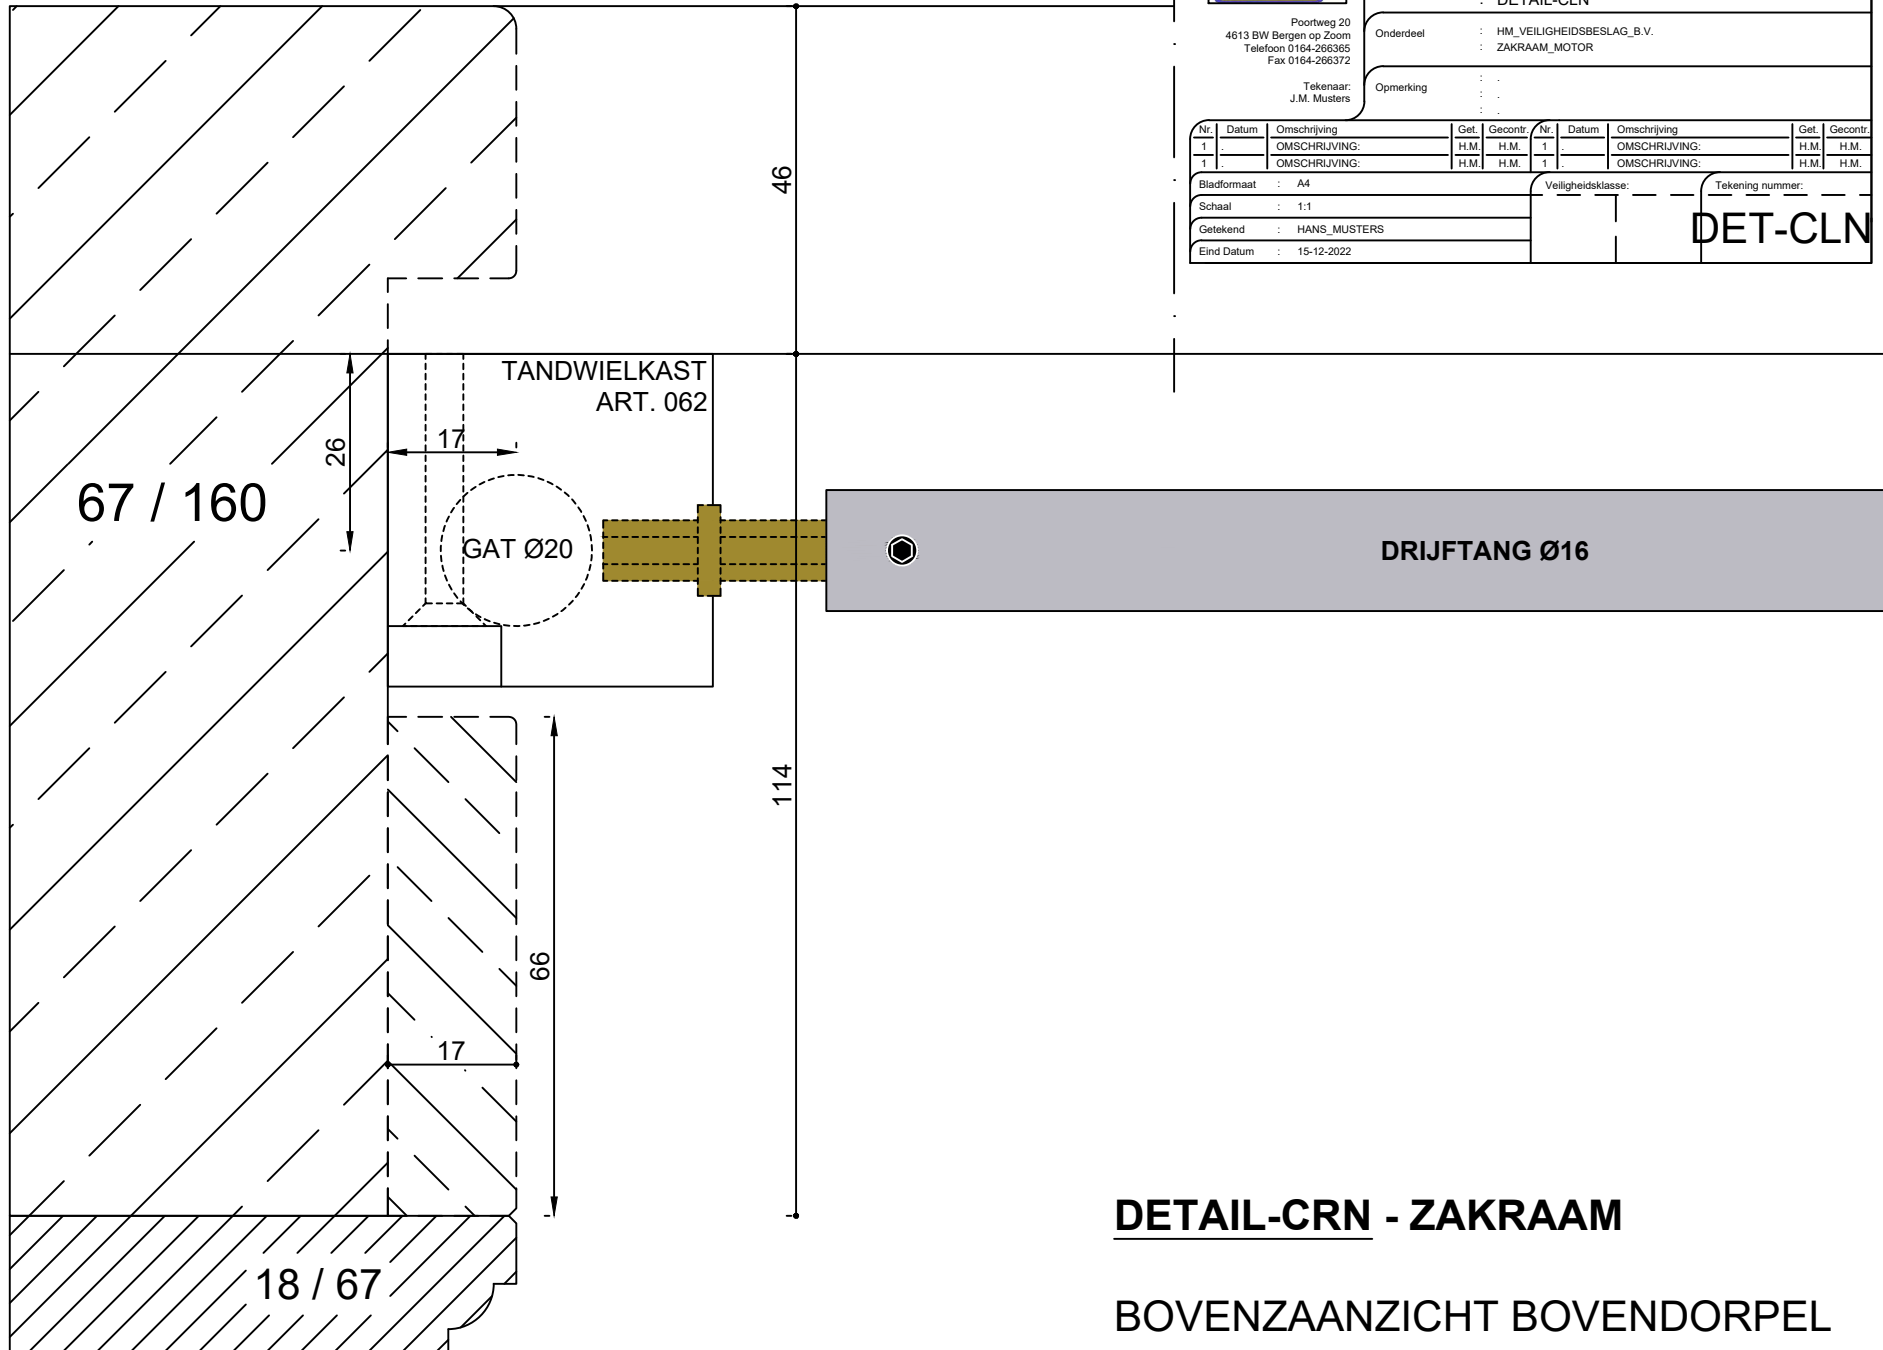 : DETAIL-CLN
Poortweg 20
4613 BW Bergen op Zoom
Telefoon 0164-266365
Fax 0164-266372
Tekenaar:
J.M. Musters
Onderdeel : HM_VEILIGHEIDSBESLAG_B.V.
: ZAKRAAM_MOTOR
Opmerking : .
: .
: .
Nr. Datum Omschrijving Get. Gecontr. Nr. Datum Omschrijving Get. Gecontr.
1 . OMSCHRIJVING: H.M. H.M. 1 . OMSCHRIJVING: H.M. H.M.
1 . OMSCHRIJVING: H.M. H.M. 1 . OMSCHRIJVING: H.M. H.M.
Bladformaat : A4
Schaal : 1:1
Getekend : HANS_MUSTERS
Eind Datum : 15-12-2022
Veiligheidsklasse:
Tekening nummer:
DET-CLN
46
TANDWIELKAST
ART. 062
26
17
67 / 160
GAT Ø20
DRIJFTANG Ø16
114
66
17
18 / 67
DETAIL-CRN - ZAKRAAM
BOVENZAANZICHT BOVENDORPEL